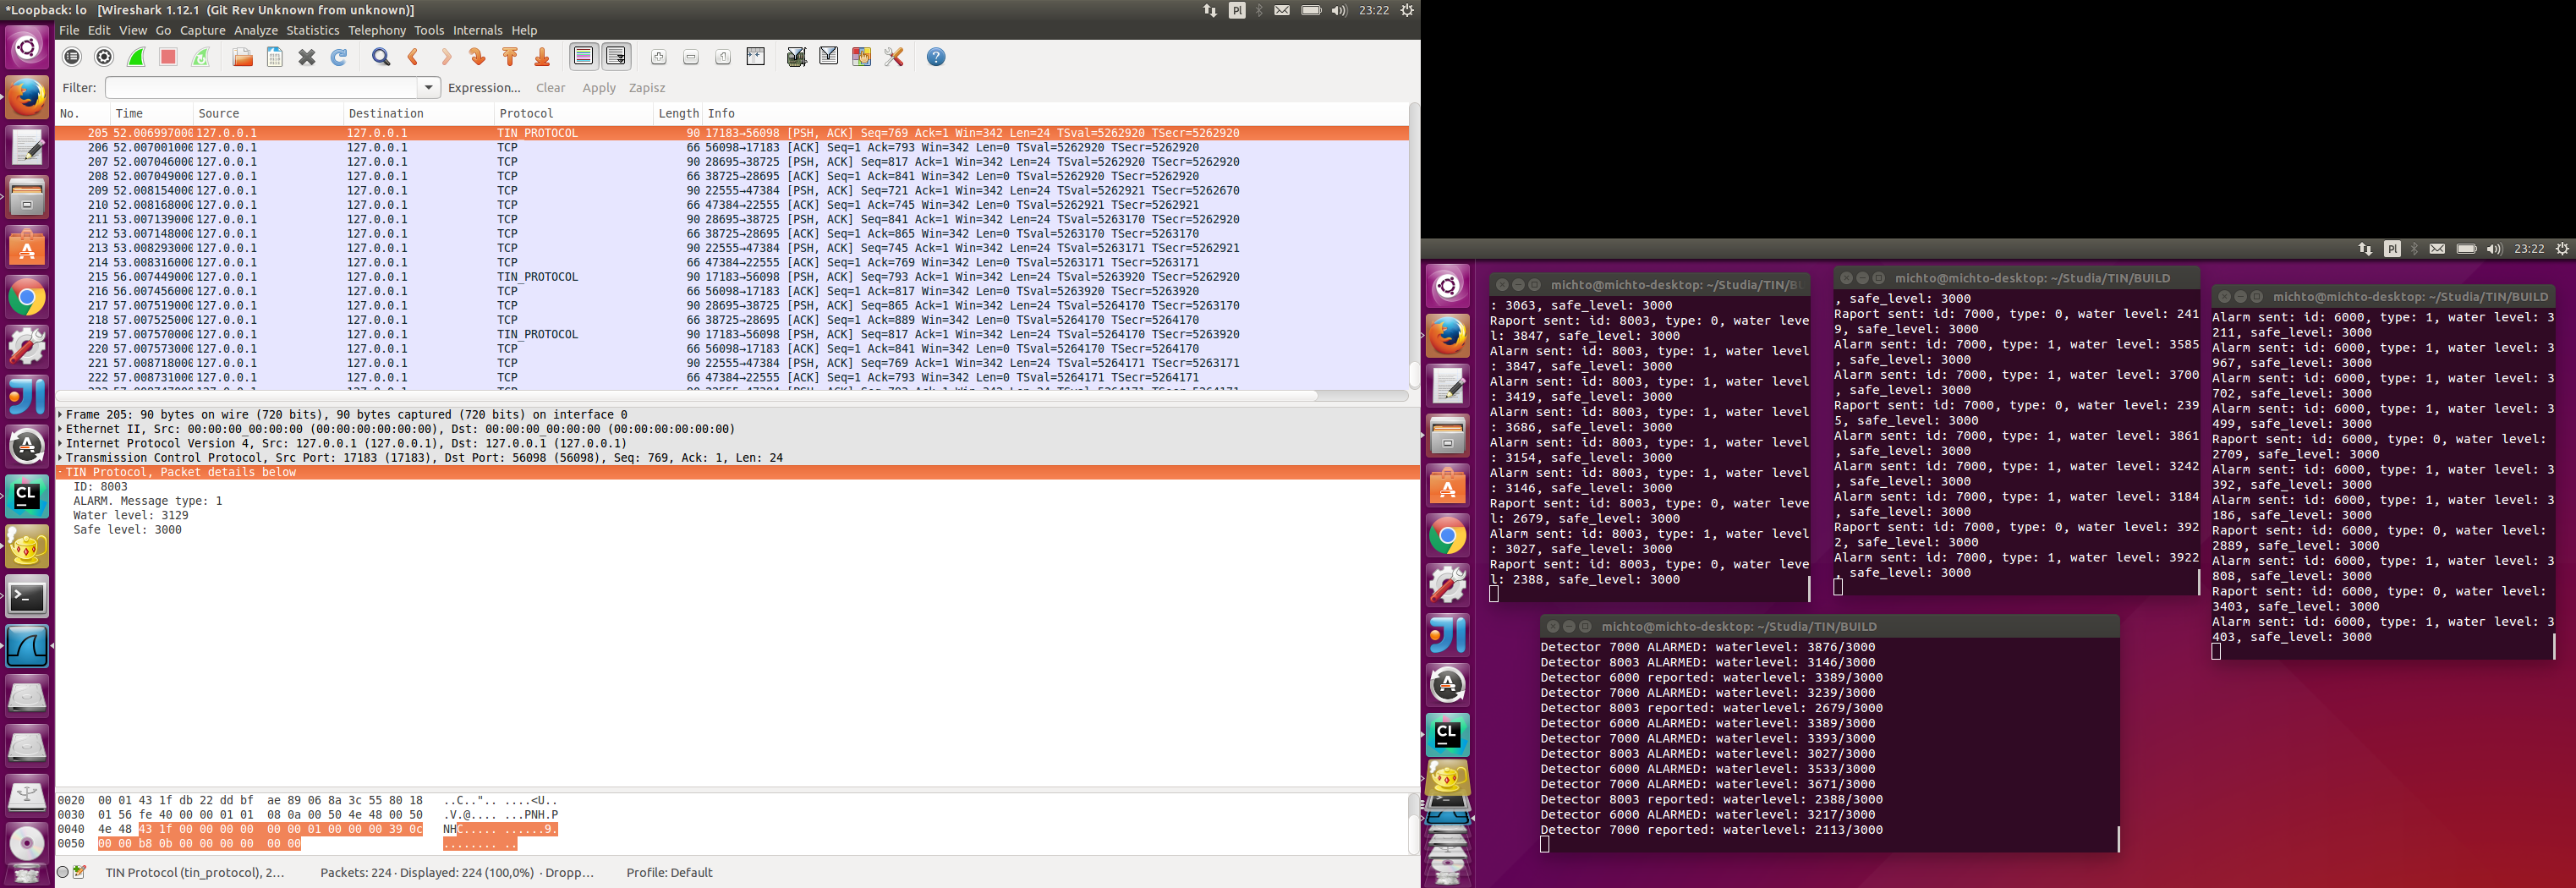 *Loopback: lo   [Wireshark 1.12.1  (Git Rev Unknown from unknown)]
Pl 23:22
File Edit View Go Capture Analyze Statistics Telephony Tools Internals Help
Filter: Expression... Clear Apply Zapisz
No. Time Source Destination Protocol Length Info
205 52.006997000 127.0.0.1 127.0.0.1 TIN_PROTOCOL 90 17183→56098 [PSH, ACK] Seq=769 Ack=1 Win=342 Len=24 TSval=5262920 TSecr=5262920
206 52.007001000 127.0.0.1 127.0.0.1 TCP 66 56098→17183 [ACK] Seq=1 Ack=793 Win=342 Len=0 TSval=5262920 TSecr=5262920
207 52.007046000 127.0.0.1 127.0.0.1 TCP 90 28695→38725 [PSH, ACK] Seq=817 Ack=1 Win=342 Len=24 TSval=5262920 TSecr=5262920
208 52.007049000 127.0.0.1 127.0.0.1 TCP 66 38725→28695 [ACK] Seq=1 Ack=841 Win=342 Len=0 TSval=5262920 TSecr=5262920
209 52.008154000 127.0.0.1 127.0.0.1 TCP 90 22555→47384 [PSH, ACK] Seq=721 Ack=1 Win=342 Len=24 TSval=5262921 TSecr=5262670
210 52.008168000 127.0.0.1 127.0.0.1 TCP 66 47384→22555 [ACK] Seq=1 Ack=745 Win=342 Len=0 TSval=5262921 TSecr=5262921
211 53.007139000 127.0.0.1 127.0.0.1 TCP 90 28695→38725 [PSH, ACK] Seq=841 Ack=1 Win=342 Len=24 TSval=5263170 TSecr=5262920
212 53.007148000 127.0.0.1 127.0.0.1 TCP 66 38725→28695 [ACK] Seq=1 Ack=865 Win=342 Len=0 TSval=5263170 TSecr=5263170
213 53.008293000 127.0.0.1 127.0.0.1 TCP 90 22555→47384 [PSH, ACK] Seq=745 Ack=1 Win=342 Len=24 TSval=5263171 TSecr=5262921
214 53.008316000 127.0.0.1 127.0.0.1 TCP 66 47384→22555 [ACK] Seq=1 Ack=769 Win=342 Len=0 TSval=5263171 TSecr=5263171
215 56.007449000 127.0.0.1 127.0.0.1 TIN_PROTOCOL 90 17183→56098 [PSH, ACK] Seq=793 Ack=1 Win=342 Len=24 TSval=5263920 TSecr=5262920
216 56.007456000 127.0.0.1 127.0.0.1 TCP 66 56098→17183 [ACK] Seq=1 Ack=817 Win=342 Len=0 TSval=5263920 TSecr=5263920
217 57.007519000 127.0.0.1 127.0.0.1 TCP 90 28695→38725 [PSH, ACK] Seq=865 Ack=1 Win=342 Len=24 TSval=5264170 TSecr=5263170
218 57.007525000 127.0.0.1 127.0.0.1 TCP 66 38725→28695 [ACK] Seq=1 Ack=889 Win=342 Len=0 TSval=5264170 TSecr=5264170
219 57.007570000 127.0.0.1 127.0.0.1 TIN_PROTOCOL 90 17183→56098 [PSH, ACK] Seq=817 Ack=1 Win=342 Len=24 TSval=5264170 TSecr=5263920
220 57.007573000 127.0.0.1 127.0.0.1 TCP 66 56098→17183 [ACK] Seq=1 Ack=841 Win=342 Len=0 TSval=5264170 TSecr=5264170
221 57.008718000 127.0.0.1 127.0.0.1 TCP 90 22555→47384 [PSH, ACK] Seq=769 Ack=1 Win=342 Len=24 TSval=5264171 TSecr=5263171
222 57.008731000 127.0.0.1 127.0.0.1 TCP 66 47384→22555 [ACK] Seq=1 Ack=793 Win=342 Len=0 TSval=5264171 TSecr=5264171
Frame 205: 90 bytes on wire (720 bits), 90 bytes captured (720 bits) on interface 0
Ethernet II, Src: 00:00:00_00:00:00 (00:00:00:00:00:00), Dst: 00:00:00_00:00:00 (00:00:00:00:00:00)
Internet Protocol Version 4, Src: 127.0.0.1 (127.0.0.1), Dst: 127.0.0.1 (127.0.0.1)
Transmission Control Protocol, Src Port: 17183 (17183), Dst Port: 56098 (56098), Seq: 769, Ack: 1, Len: 24
TIN Protocol, Packet details below
ID: 8003
ALARM. Message type: 1
Water level: 3129
Safe level: 3000
0020  00 01 43 1f db 22 dd bf  ae 89 06 8a 3c 55 80 18   ..C..".. ....<U..
0030  01 56 fe 40 00 00 01 01  08 0a 00 50 4e 48 00 50   .V.@.... ...PNH.P
0040  4e 48 43 1f 00 00 00 00  00 00 01 00 00 00 39 0c   NHC..... ......9.
0050  00 00 b8 0b 00 00 00 00  00 00   ........ ..
TIN Protocol (tin_protocol), 2... Packets: 224 · Displayed: 224 (100,0%) · Dropp... Profile: Default
Pl 23:22
michto@michto-desktop: ~/Studia/TIN/BU
: 3063, safe_level: 3000
Raport sent: id: 8003, type: 0, water leve
l: 3847, safe_level: 3000
Alarm sent: id: 8003, type: 1, water level
: 3847, safe_level: 3000
Alarm sent: id: 8003, type: 1, water level
: 3419, safe_level: 3000
Alarm sent: id: 8003, type: 1, water level
: 3686, safe_level: 3000
Alarm sent: id: 8003, type: 1, water level
: 3154, safe_level: 3000
Alarm sent: id: 8003, type: 1, water level
: 3146, safe_level: 3000
Raport sent: id: 8003, type: 0, water leve
l: 2679, safe_level: 3000
Alarm sent: id: 8003, type: 1, water level
: 3027, safe_level: 3000
Raport sent: id: 8003, type: 0, water leve
l: 2388, safe_level: 3000
michto@michto-desktop: ~/Studia/TIN/BUILD
, safe_level: 3000
Raport sent: id: 7000, type: 0, water level: 241
9, safe_level: 3000
Alarm sent: id: 7000, type: 1, water level: 3585
, safe_level: 3000
Alarm sent: id: 7000, type: 1, water level: 3700
, safe_level: 3000
Raport sent: id: 7000, type: 0, water level: 239
5, safe_level: 3000
Alarm sent: id: 7000, type: 1, water level: 3861
, safe_level: 3000
Alarm sent: id: 7000, type: 1, water level: 3242
, safe_level: 3000
Alarm sent: id: 7000, type: 1, water level: 3184
, safe_level: 3000
Raport sent: id: 7000, type: 0, water level: 392
2, safe_level: 3000
Alarm sent: id: 7000, type: 1, water level: 3922
, safe_level: 3000
michto@michto-desktop: ~/Studia/TIN/BUILD
Alarm sent: id: 6000, type: 1, water level: 3
211, safe_level: 3000
Alarm sent: id: 6000, type: 1, water level: 3
967, safe_level: 3000
Alarm sent: id: 6000, type: 1, water level: 3
702, safe_level: 3000
Alarm sent: id: 6000, type: 1, water level: 3
499, safe_level: 3000
Raport sent: id: 6000, type: 0, water level: 
2709, safe_level: 3000
Alarm sent: id: 6000, type: 1, water level: 3
392, safe_level: 3000
Alarm sent: id: 6000, type: 1, water level: 3
186, safe_level: 3000
Raport sent: id: 6000, type: 0, water level: 
2889, safe_level: 3000
Alarm sent: id: 6000, type: 1, water level: 3
808, safe_level: 3000
Raport sent: id: 6000, type: 0, water level: 
3403, safe_level: 3000
Alarm sent: id: 6000, type: 1, water level: 3
403, safe_level: 3000
michto@michto-desktop: ~/Studia/TIN/BUILD
Detector 7000 ALARMED: waterlevel: 3876/3000
Detector 8003 ALARMED: waterlevel: 3146/3000
Detector 6000 reported: waterlevel: 3389/3000
Detector 7000 ALARMED: waterlevel: 3239/3000
Detector 8003 reported: waterlevel: 2679/3000
Detector 6000 ALARMED: waterlevel: 3389/3000
Detector 7000 ALARMED: waterlevel: 3393/3000
Detector 8003 ALARMED: waterlevel: 3027/3000
Detector 6000 ALARMED: waterlevel: 3533/3000
Detector 7000 ALARMED: waterlevel: 3671/3000
Detector 8003 reported: waterlevel: 2388/3000
Detector 6000 ALARMED: waterlevel: 3217/3000
Detector 7000 reported: waterlevel: 2113/3000